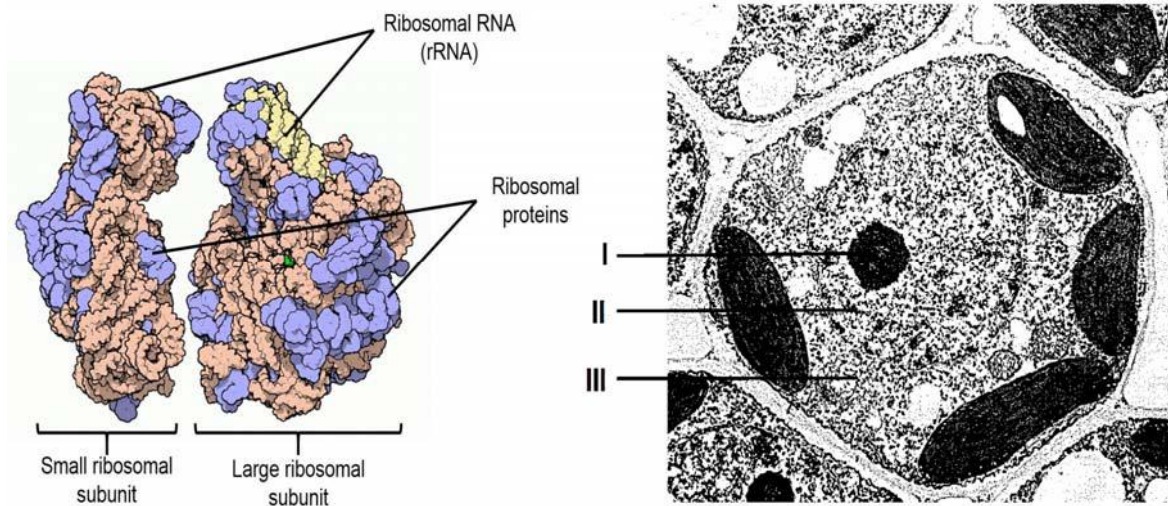 Ribosomal RNA
(rRNA)
Ribosomal
proteins
Small ribosomal
subunit
Large ribosomal
subunit
I
II
III